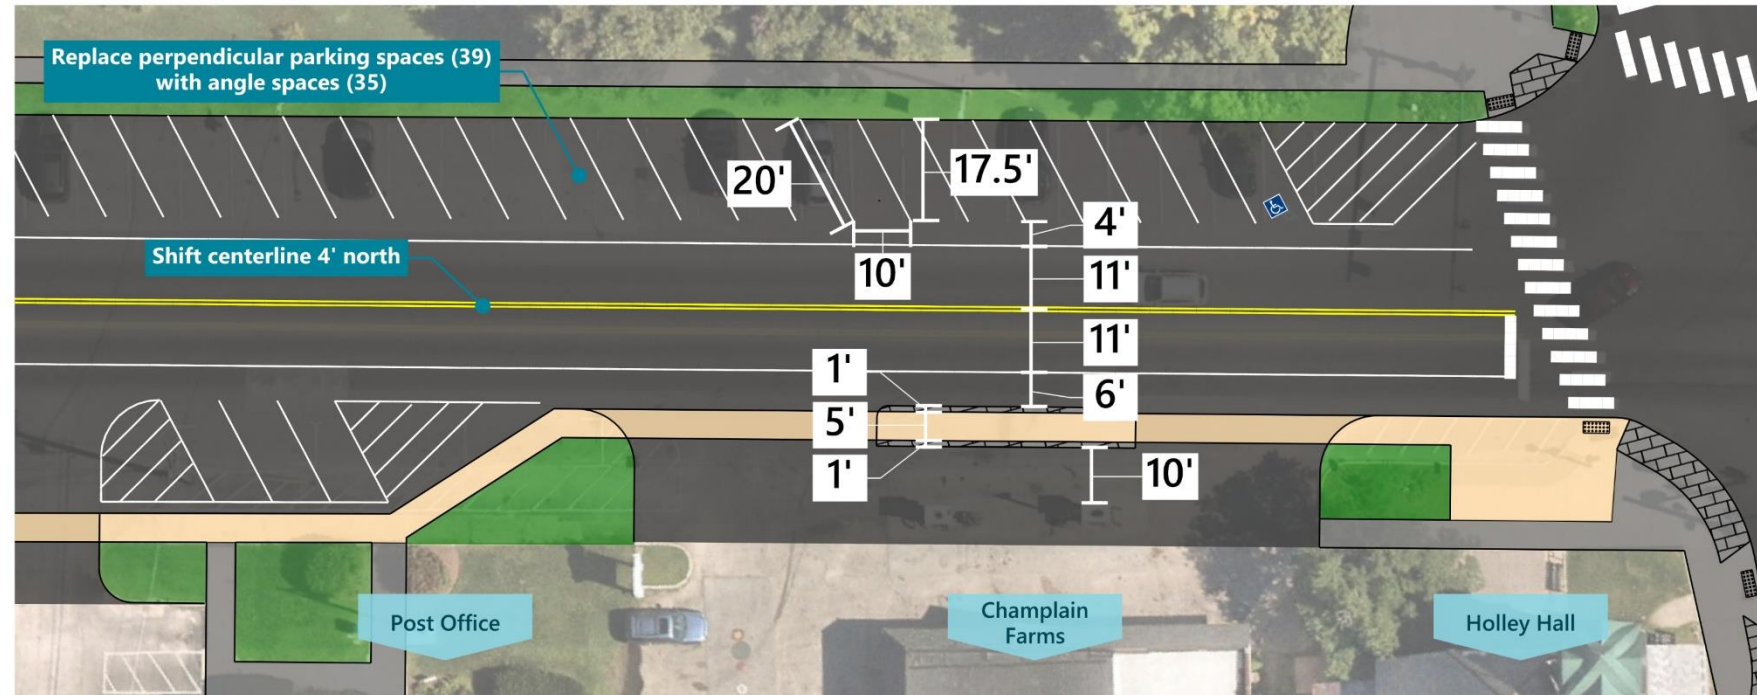 Replace perpendicular parking spaces (39)
with angle spaces (35)
20'
17.5'
4'
Shift centerline 4' north
10'
11'
11'
1'
6'
5'
1'
10'
Post Office
Champlain
Farms
Holley Hall